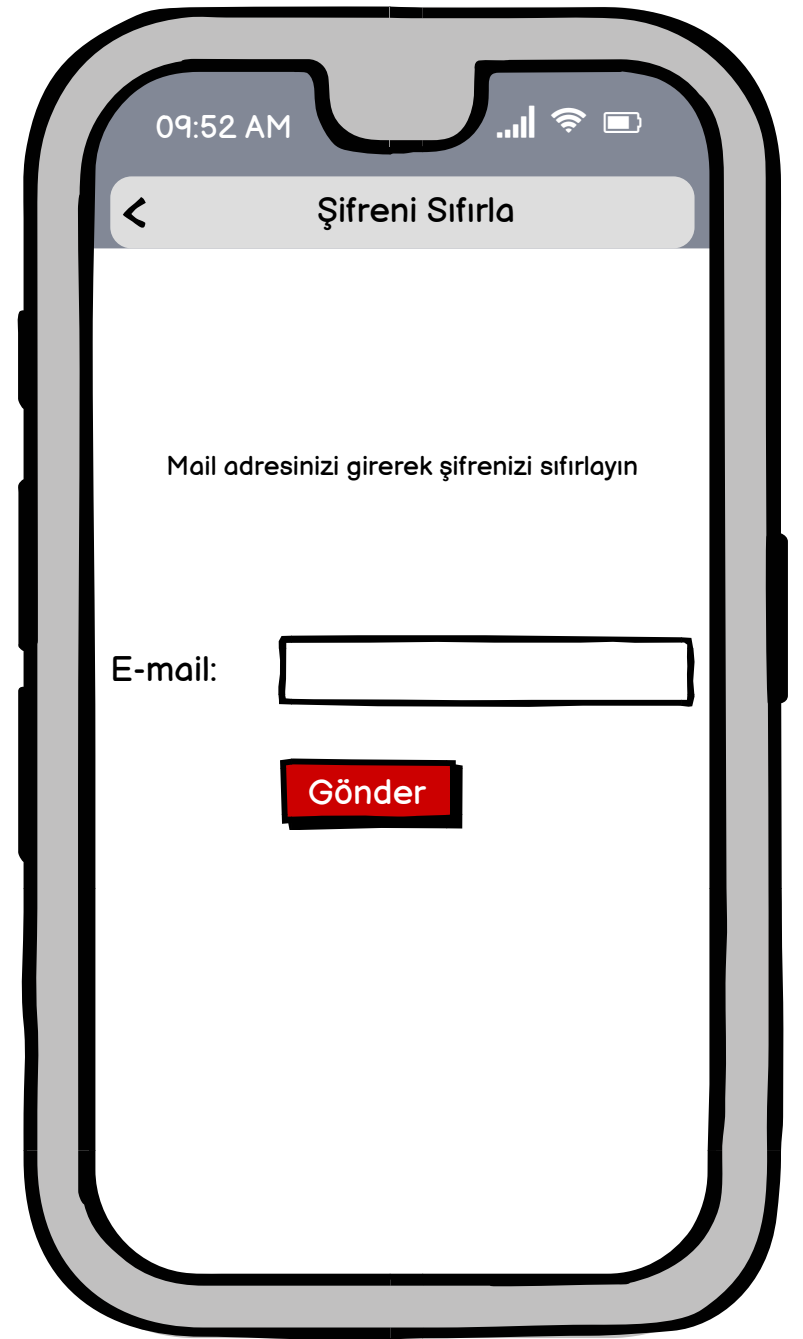 09:52 AM
Şifreni Sıfırla
Mail adresinizi girerek şifrenizi sıfırlayın
E-mail:
Gönder